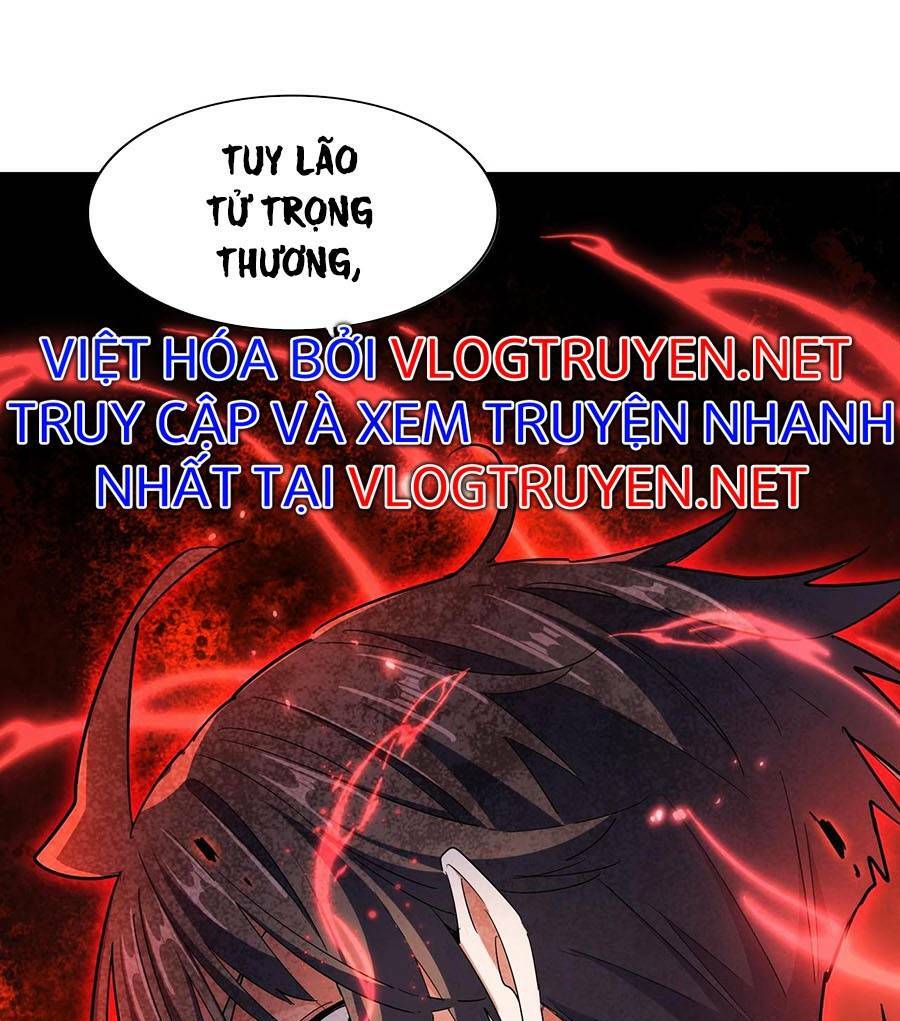 TUY LÃO
TỬ TRỌNG
THƯƠNG,
VIỆT HÓA BỞI VLOGTRUYEN.NET
TRUY CẬP VÀ XEM TRUYỆN NHANH
NHẤT TẠI VLOGTRUYEN.NET